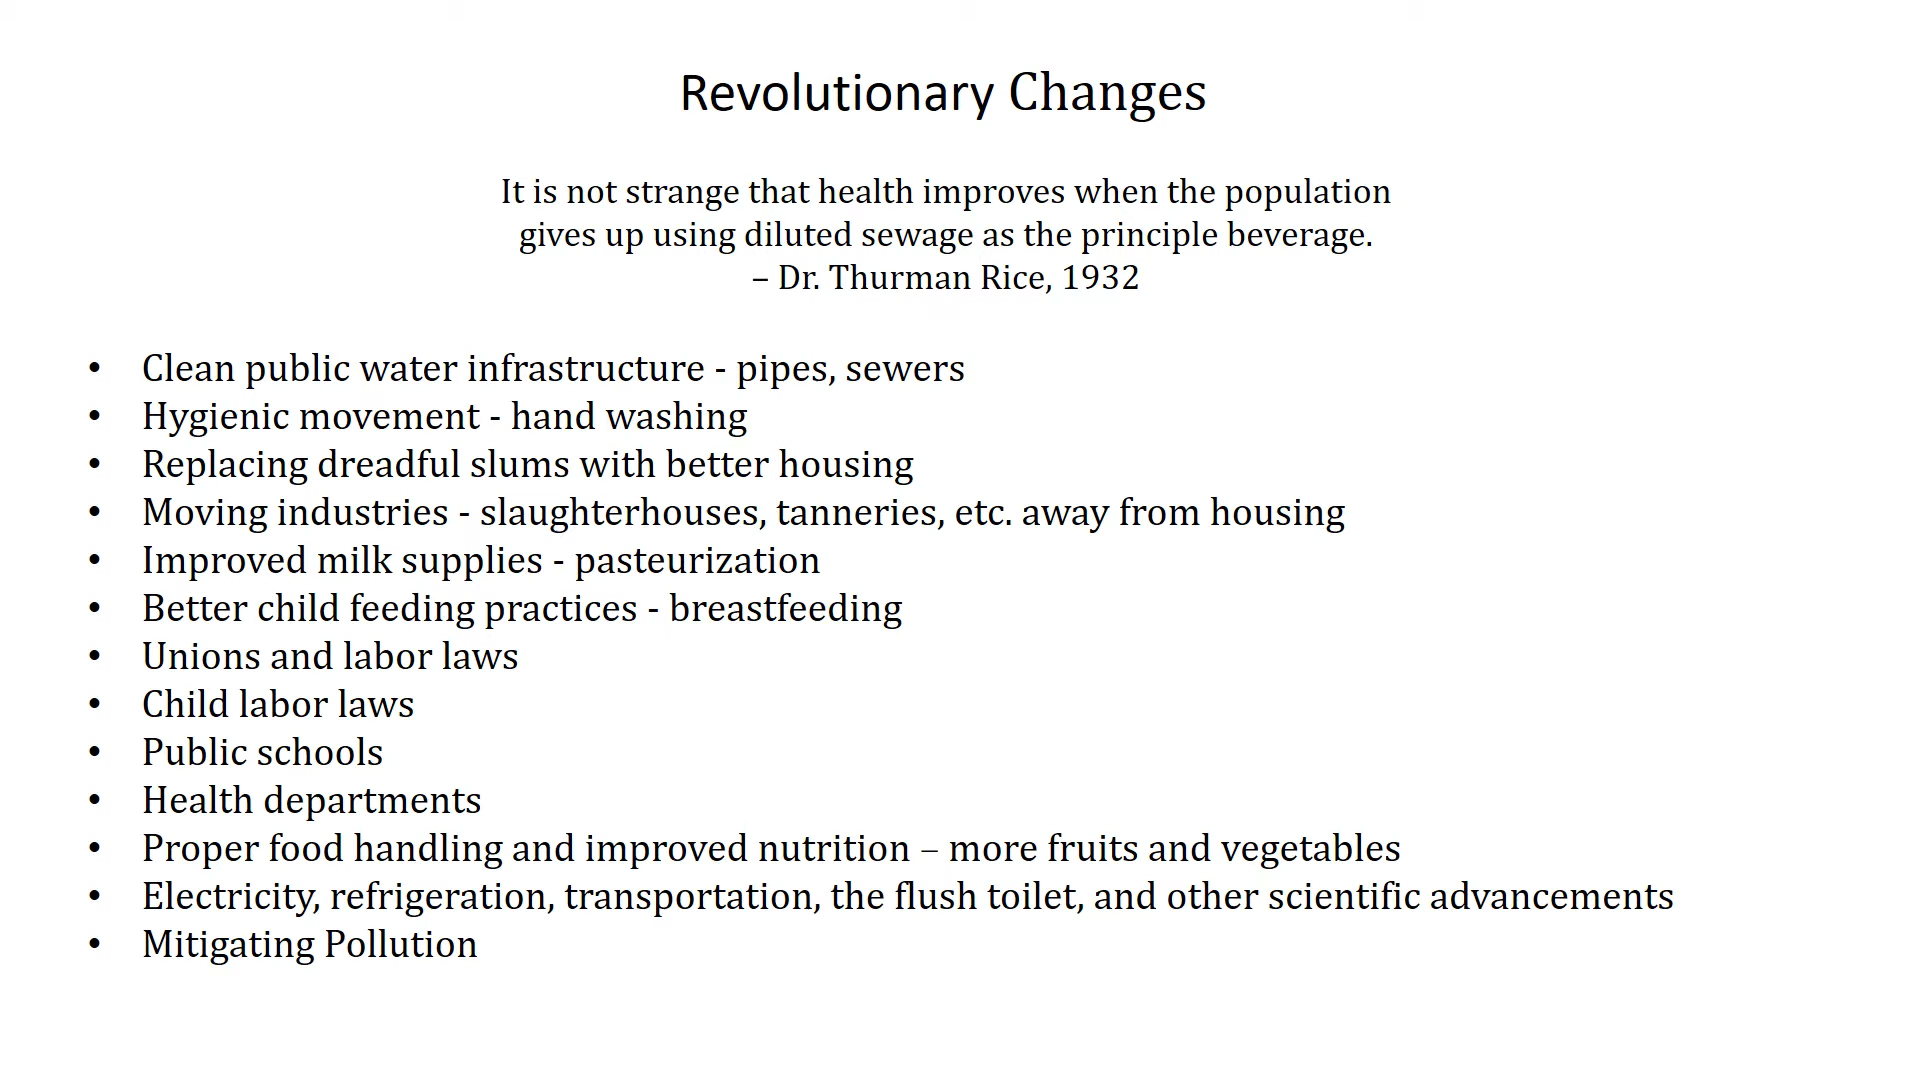 Revolutionary Changes
It is not strange that health improves when the population
gives up using diluted sewage as the principle beverage.
– Dr. Thurman Rice, 1932
• Clean public water infrastructure - pipes, sewers
• Hygienic movement - hand washing
• Replacing dreadful slums with better housing
• Moving industries - slaughterhouses, tanneries, etc. away from housing
• Improved milk supplies - pasteurization
• Better child feeding practices - breastfeeding
• Unions and labor laws
• Child labor laws
• Public schools
• Health departments
• Proper food handling and improved nutrition – more fruits and vegetables
• Electricity, refrigeration, transportation, the flush toilet, and other scientific advancements
• Mitigating Pollution